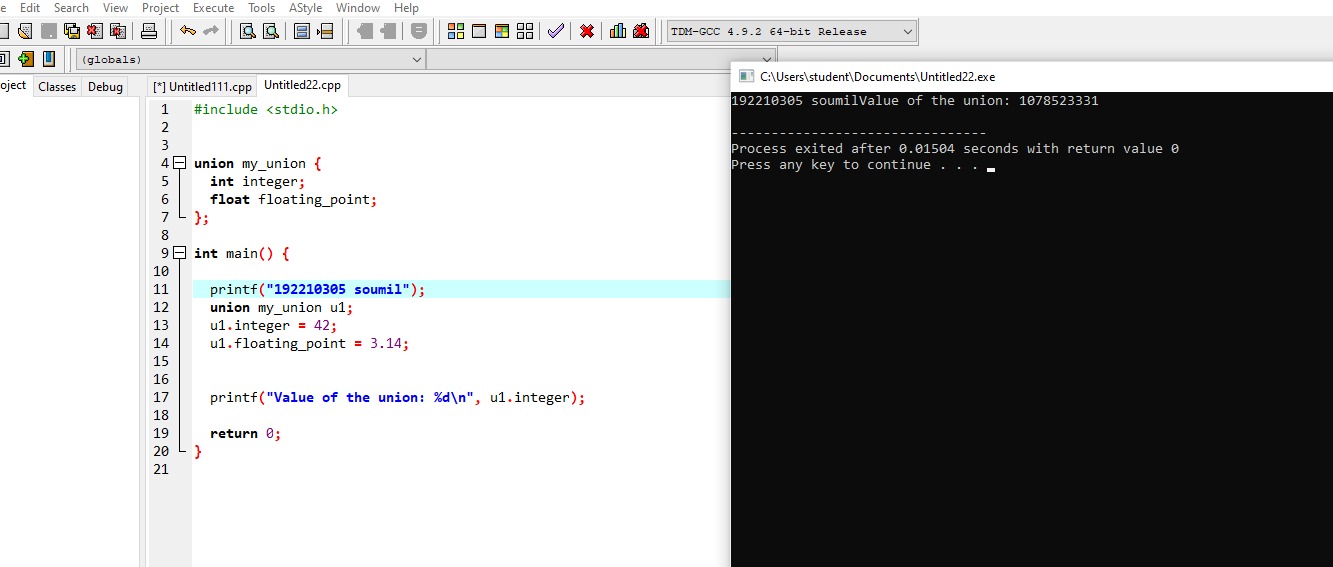 e Edit Search View Project Execute Tools AStyle Window Help
TDM-GCC 4.9.2 64-bit Release
(globals)
oject Classes Debug
[*] Untitled111.cpp Untitled22.cpp
1 #include <stdio.h>
2
3
4 union my_union {
5 int integer;
6 float floating_point;
7 };
8
9 int main() {
10
11 printf("192210305 soumil");
12 union my_union u1;
13 u1.integer = 42;
14 u1.floating_point = 3.14;
15
16
17 printf("Value of the union: %d\n", u1.integer);
18
19 return 0;
20 }
21
C:\Users\student\Documents\Untitled22.exe
192210305 soumilValue of the union: 1078523331
--------------------------------
Process exited after 0.01504 seconds with return value 0
Press any key to continue . . .